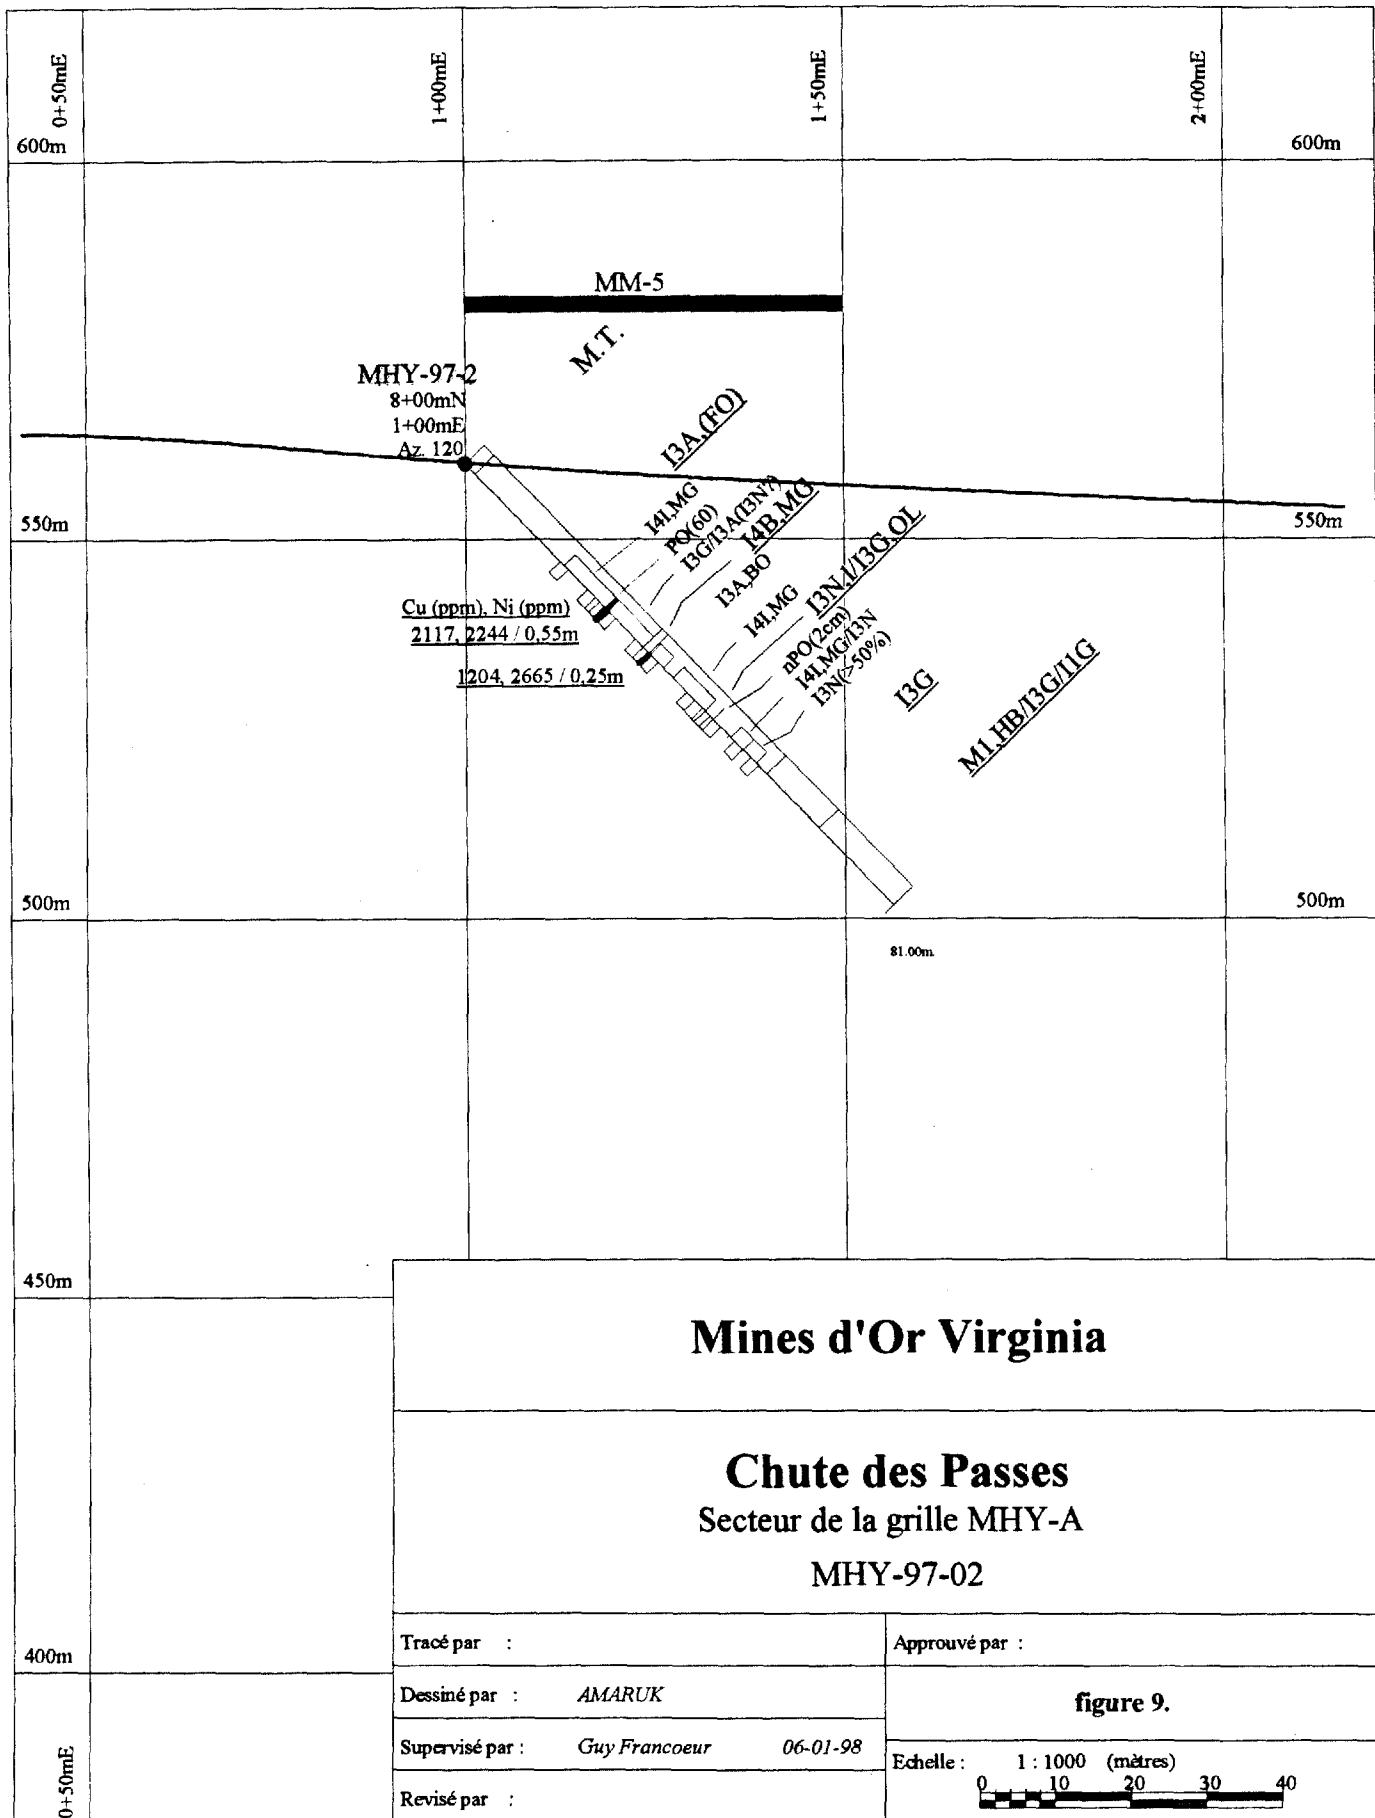 0+50mE
1+00mE
1+50mE
2+00mE
600m
600m
MM-5
M.T.
MHY-97-2
8+00mN
1+00mE
Az. 120
I3A,(FO)
I4I,MG
PO(60)
I3G/I3A(I3N?)
I4B,MG
I3A,BO
I4I,MG
I3N,I/I3G,OL
nPO(2cm)
I4I,MG/I3N
I3N(>50%)
I3G
M1,HB/I3G/I1G
550m
550m
Cu (ppm), Ni (ppm)
2117, 2244 / 0,55m
1204, 2665 / 0,25m
500m
500m
81.00m.
450m
Mines d'Or Virginia
Chute des Passes
Secteur de la grille MHY-A
MHY-97-02
400m
Tracé par :
Approuvé par :
Dessiné par : AMARUK
figure 9.
Supervisé par : Guy Francoeur 06-01-98
Echelle : 1 : 1000 (mètres)
0 10 20 30 40
Revisé par :
0+50mE